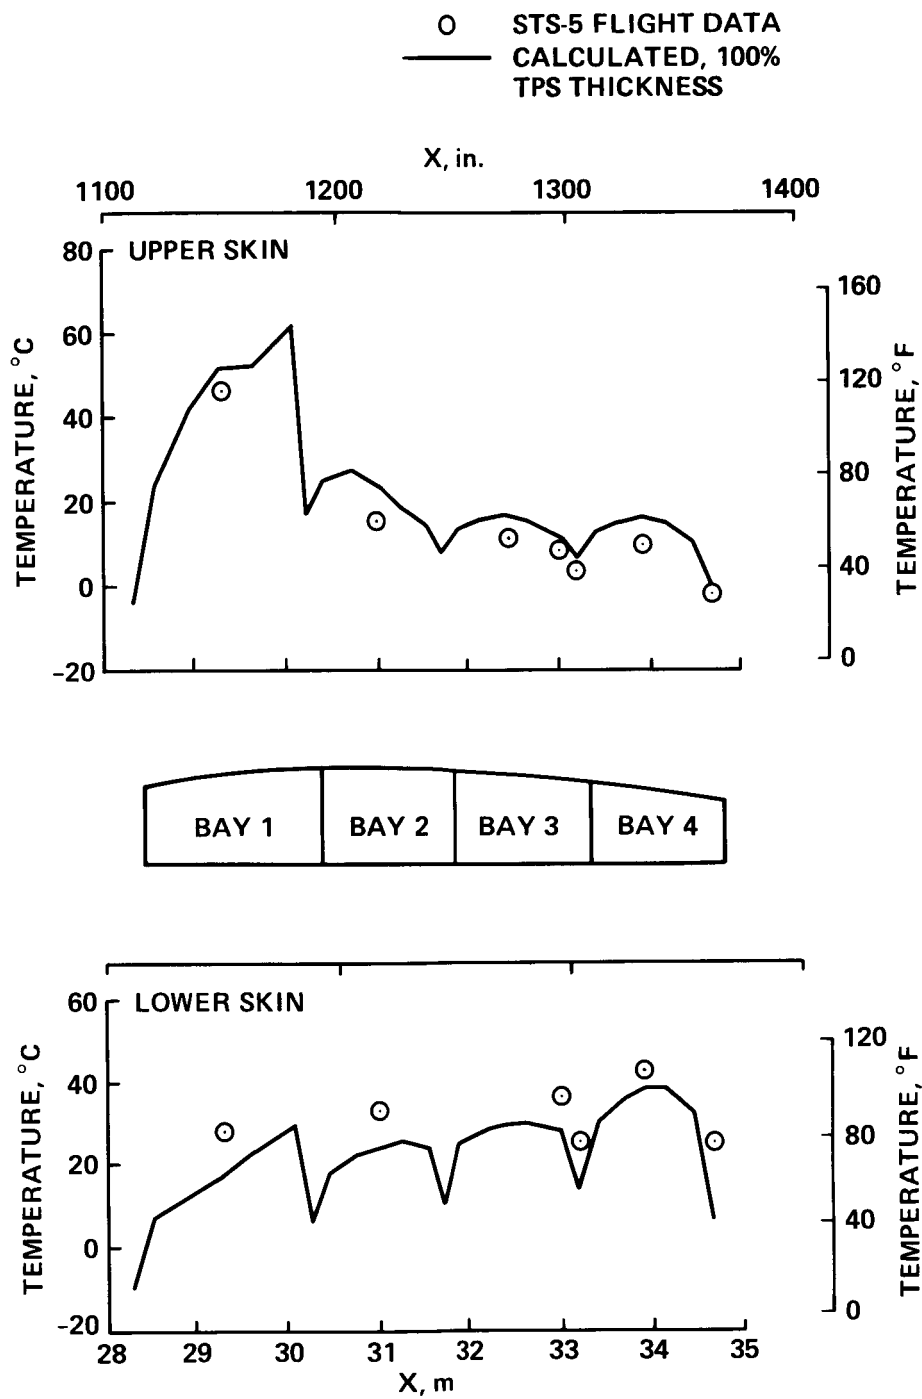 STS-5 FLIGHT DATA
CALCULATED, 100%
TPS THICKNESS
X, in.
1100 1200 1300 1400
UPPER SKIN
80
60
40
20
0
-20
TEMPERATURE, °C
160
120
80
40
0
TEMPERATURE, °F
BAY 1 BAY 2 BAY 3 BAY 4
LOWER SKIN
60
40
20
0
-20
TEMPERATURE, °C
120
80
40
0
TEMPERATURE, °F
28 29 30 31 32 33 34 35
X, m